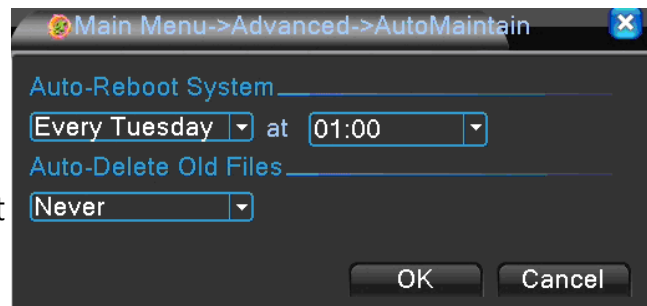 Main Menu->Advanced->AutoMaintain
Auto-Reboot System
Every Tuesday at 01:00
Auto-Delete Old Files
t Never
OK Cancel